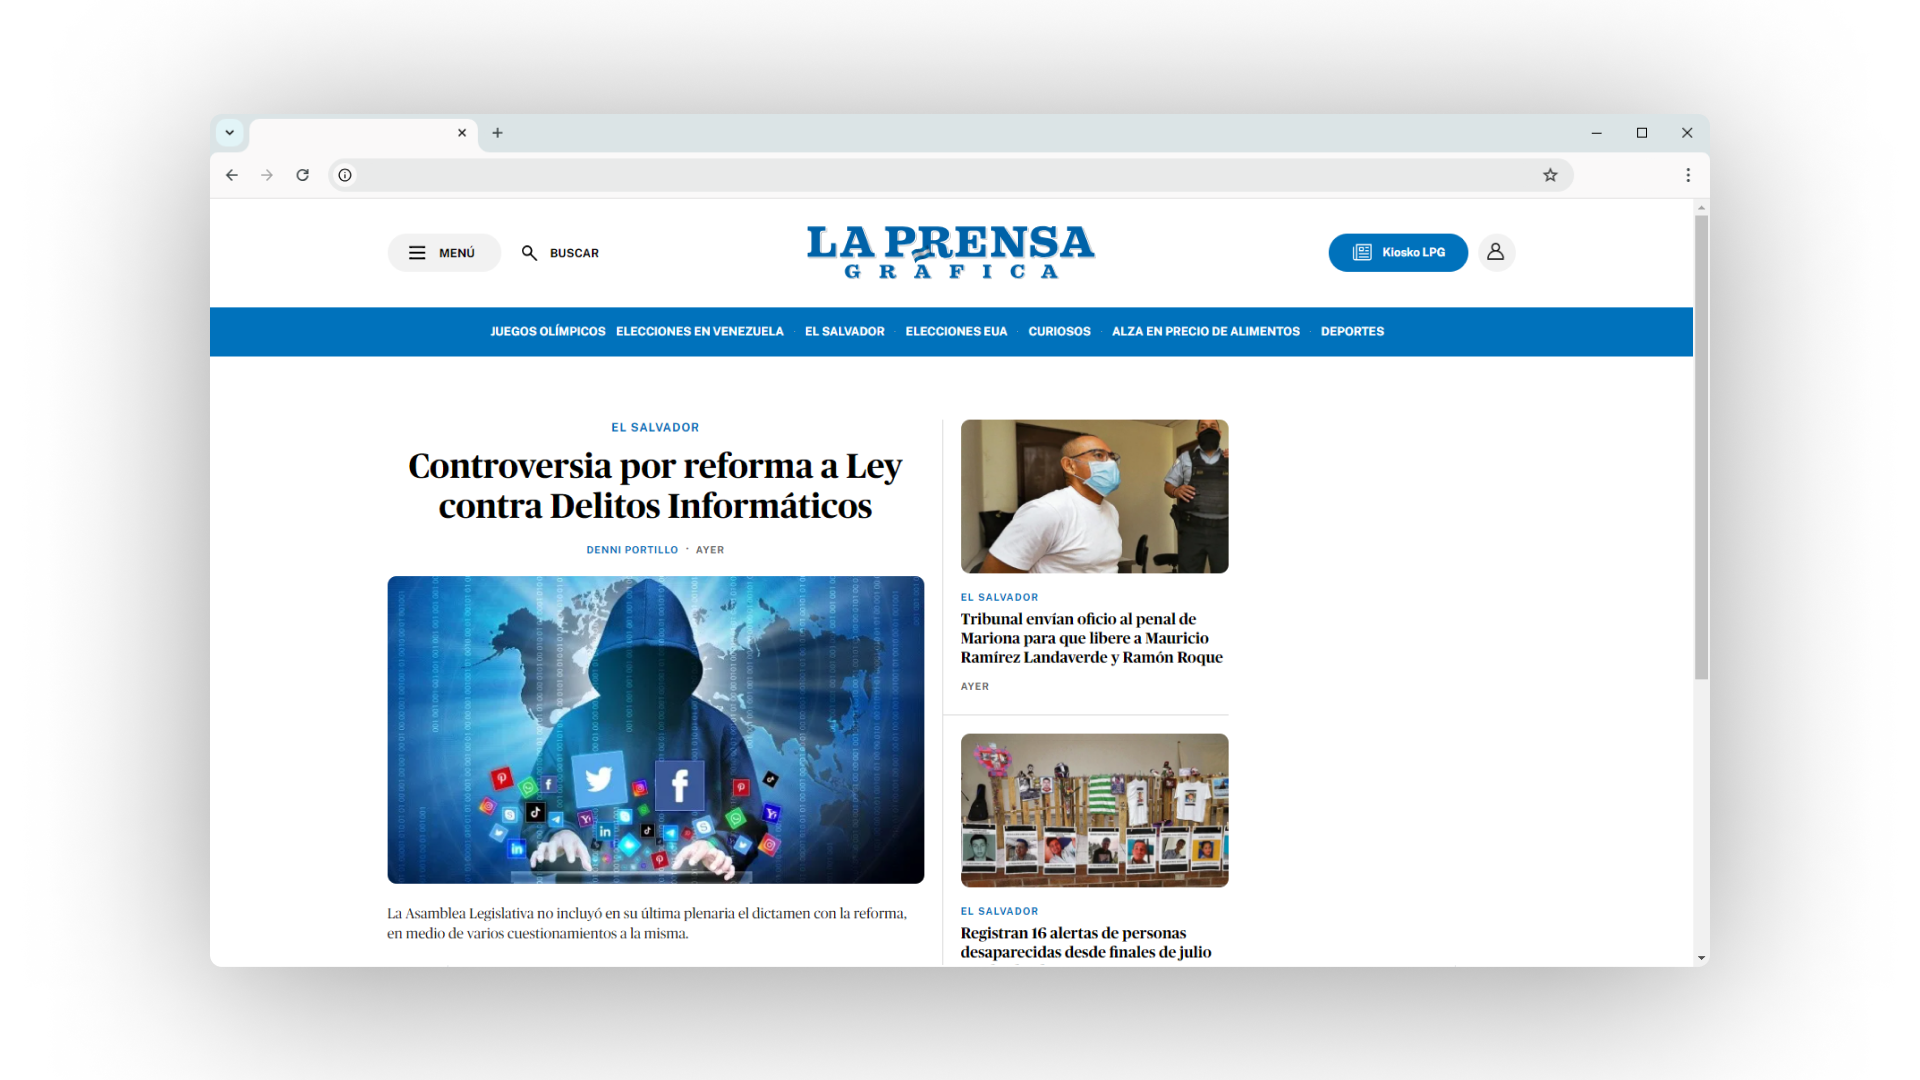 MENÚ
BUSCAR
LA PRENSA
GRÁFICA
Kiosko LPG
JUEGOS OLÍMPICOS
ELECCIONES EN VENEZUELA
EL SALVADOR
ELECCIONES EUA
CURIOSOS
ALZA EN PRECIO DE ALIMENTOS
DEPORTES
EL SALVADOR
Controversia por reforma a Ley
contra Delitos Informáticos
DENNI PORTILLO · AYER
La Asamblea Legislativa no incluyó en su última plenaria el dictamen con la reforma,
en medio de varios cuestionamientos a la misma.
EL SALVADOR
Tribunal envían oficio al penal de
Mariona para que libere a Mauricio
Ramírez Landaverde y Ramón Roque
AYER
EL SALVADOR
Registran 16 alertas de personas
desaparecidas desde finales de julio